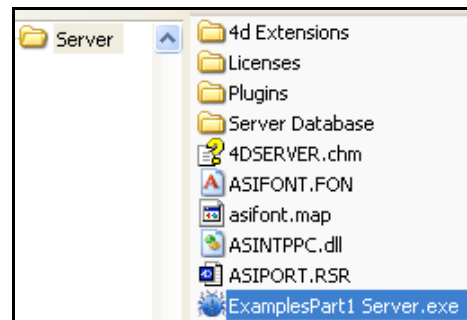 Server
4d Extensions
Licenses
Plugins
Server Database
4DSERVER.chm
ASIFONT.FON
asifont.map
ASINTPPC.dll
ASIPORT.RSR
ExamplesPart1 Server.exe